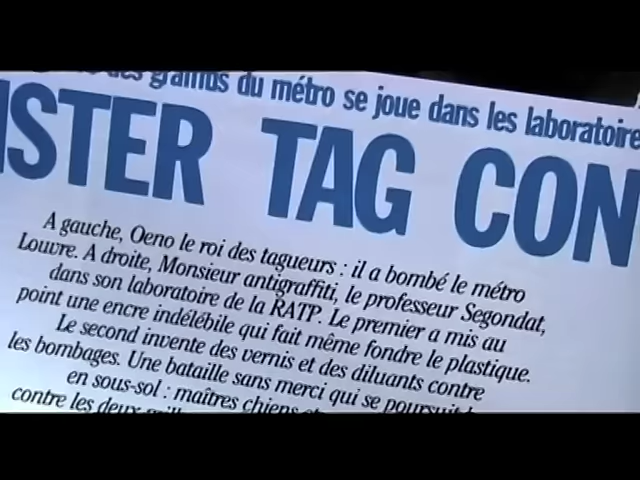 des graffitis du métro se joue dans les laboratoire
ISTER TAG CON
A gauche, Oeno le roi des tagueurs : il a bombé le métro
Louvre. A droite, Monsieur antigraffiti, le professeur Segondat,
dans son laboratoire de la RATP. Le premier a mis au
point une encre indélébile qui fait même fondre le plastique.
Le second invente des vernis et des diluants contre
les bombages. Une bataille sans merci qui se poursuit
en sous-sol : maîtres chiens
contre les deux